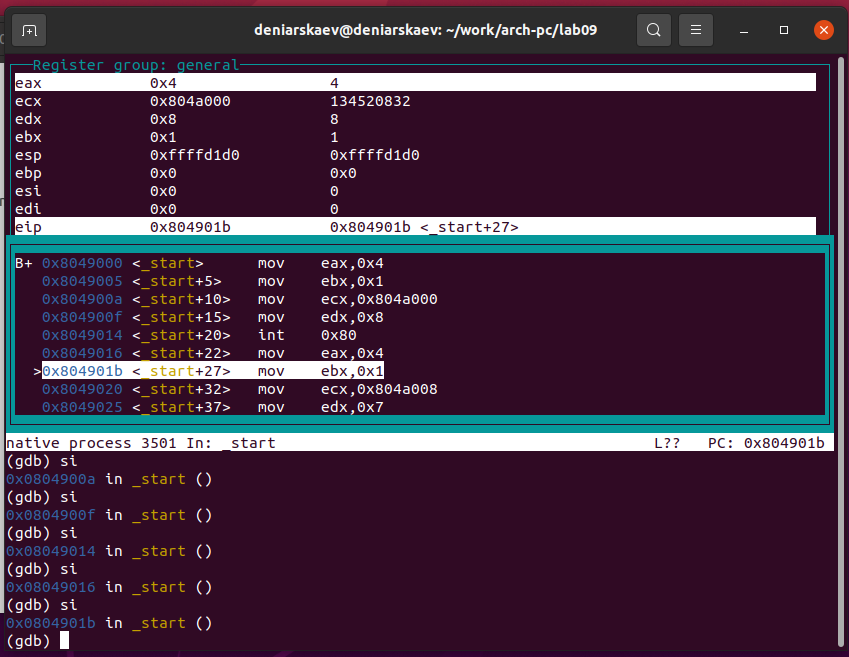 deniarskaev@deniarskaev: ~/work/arch-pc/lab09
Register group: general
eax 0x4 4
ecx 0x804a000 134520832
edx 0x8 8
ebx 0x1 1
esp 0xffffd1d0 0xffffd1d0
ebp 0x0 0x0
esi 0x0 0
edi 0x0 0
eip 0x804901b 0x804901b <_start+27>
B+ 0x8049000 <_start> mov eax,0x4
0x8049005 <_start+5> mov ebx,0x1
0x804900a <_start+10> mov ecx,0x804a000
0x804900f <_start+15> mov edx,0x8
0x8049014 <_start+20> int 0x80
0x8049016 <_start+22> mov eax,0x4
>0x804901b <_start+27> mov ebx,0x1
0x8049020 <_start+32> mov ecx,0x804a008
0x8049025 <_start+37> mov edx,0x7
native process 3501 In: _start L?? PC: 0x804901b
(gdb) si
0x0804900a in _start ()
(gdb) si
0x0804900f in _start ()
(gdb) si
0x08049014 in _start ()
(gdb) si
0x08049016 in _start ()
(gdb) si
0x0804901b in _start ()
(gdb)